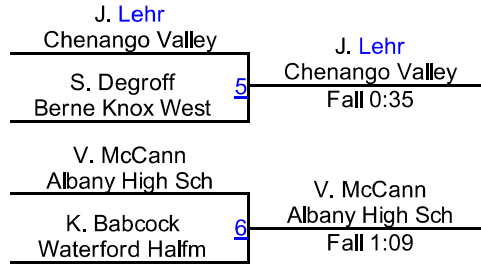 J. Lehr
Chenango Valley
S. Degroff
Berne Knox West
5
J. Lehr
Chenango Valley
Fall 0:35
V. McCann
Albany High Sch
K. Babcock
Waterford Halfm
6
V. McCann
Albany High Sch
Fall 1:09